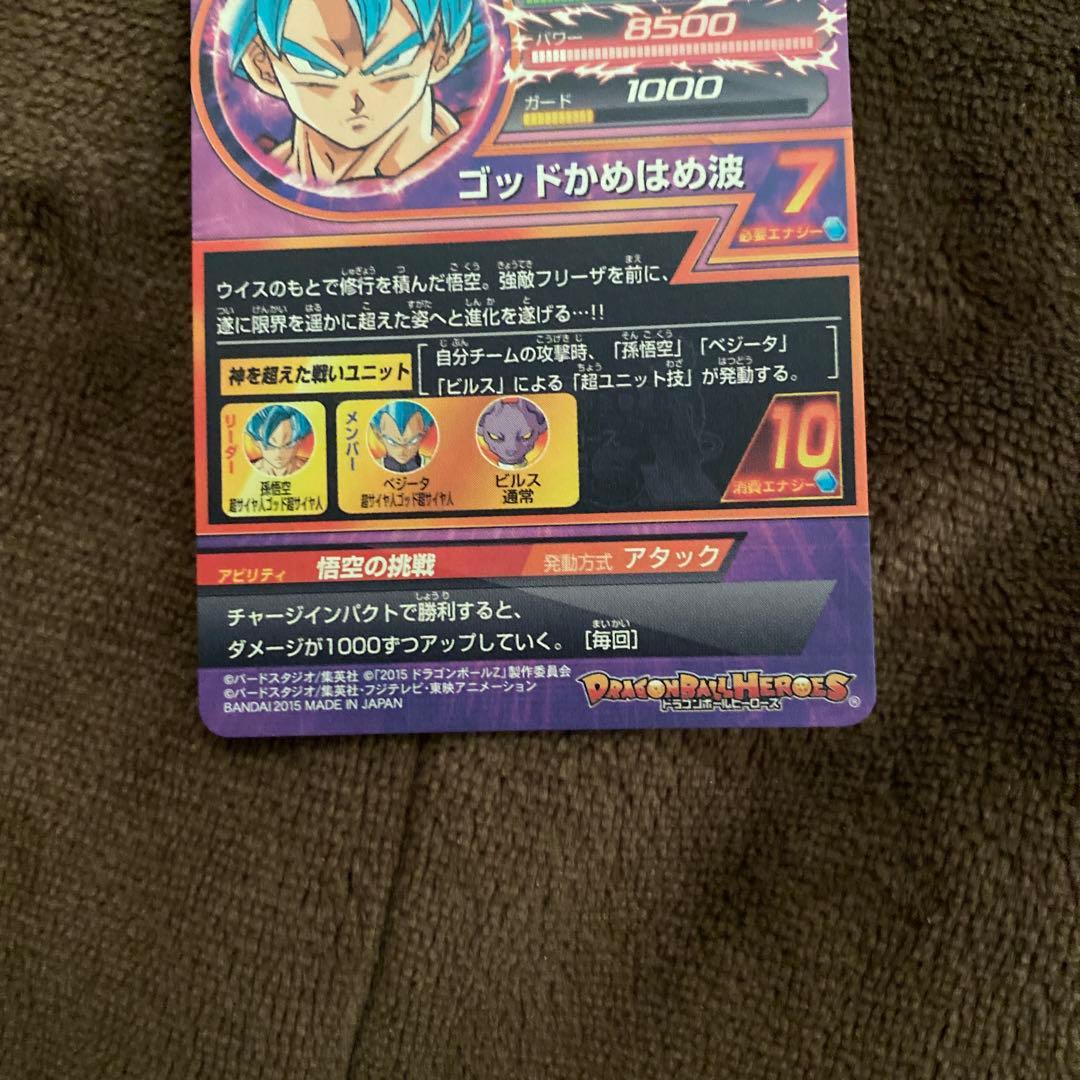 パワー 8500
ガード 1000
ゴッドかめはめ波 7
必要エナジー
ウイスのもとで修行を積んだ悟空。強敵フリーザを前に、
遂に限界を遥かに超えた姿へと進化を遂げる…!!
神を超えた戦いユニット
自分チームの攻撃時、「孫悟空」「ベジータ」
「ビルス」による「超ユニット技」が発動する。
リーダー
孫悟空
超サイヤ人ゴッド超サイヤ人
メンバー
ベジータ
超サイヤ人ゴッド超サイヤ人
ビルス
通常
10
消費エナジー
アビリティ 悟空の挑戦 発動方式 アタック
チャージインパクトで勝利すると、
ダメージが1000ずつアップしていく。[毎回]
©バードスタジオ/集英社 ©「2015 ドラゴンボールZ」製作委員会
©バードスタジオ/集英社・フジテレビ・東映アニメーション
BANDAI 2015 MADE IN JAPAN
DRAGONBALL HEROES
ドラゴンボールヒーローズ
®